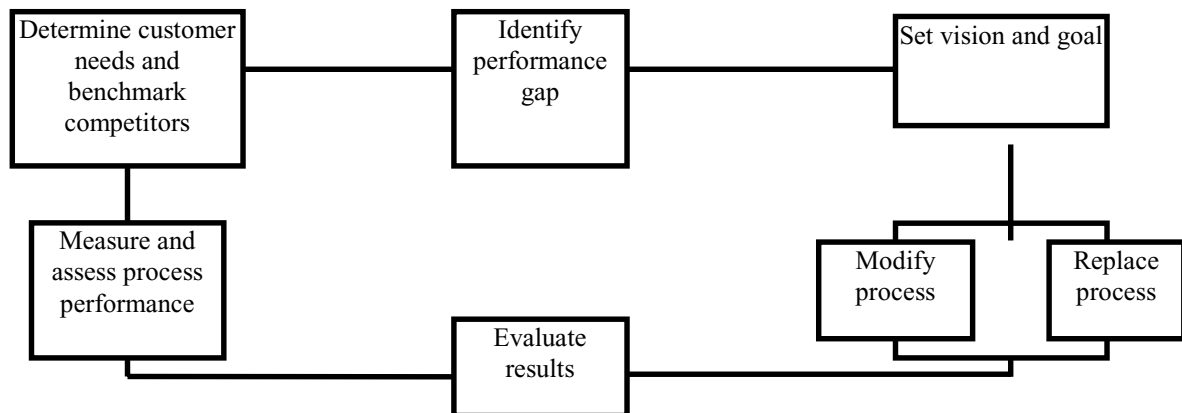 Determine customer
needs and
benchmark
competitors
Identify
performance
gap
Set vision and goal
Measure and
assess process
performance
Modify
process
Replace
process
Evaluate
results